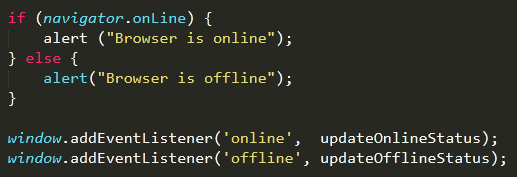 if (navigator.onLine) {
    alert ("Browser is online");
} else {
    alert("Browser is offline");
}

window.addEventListener('online',  updateOnlineStatus);
window.addEventListener('offline', updateOfflineStatus);